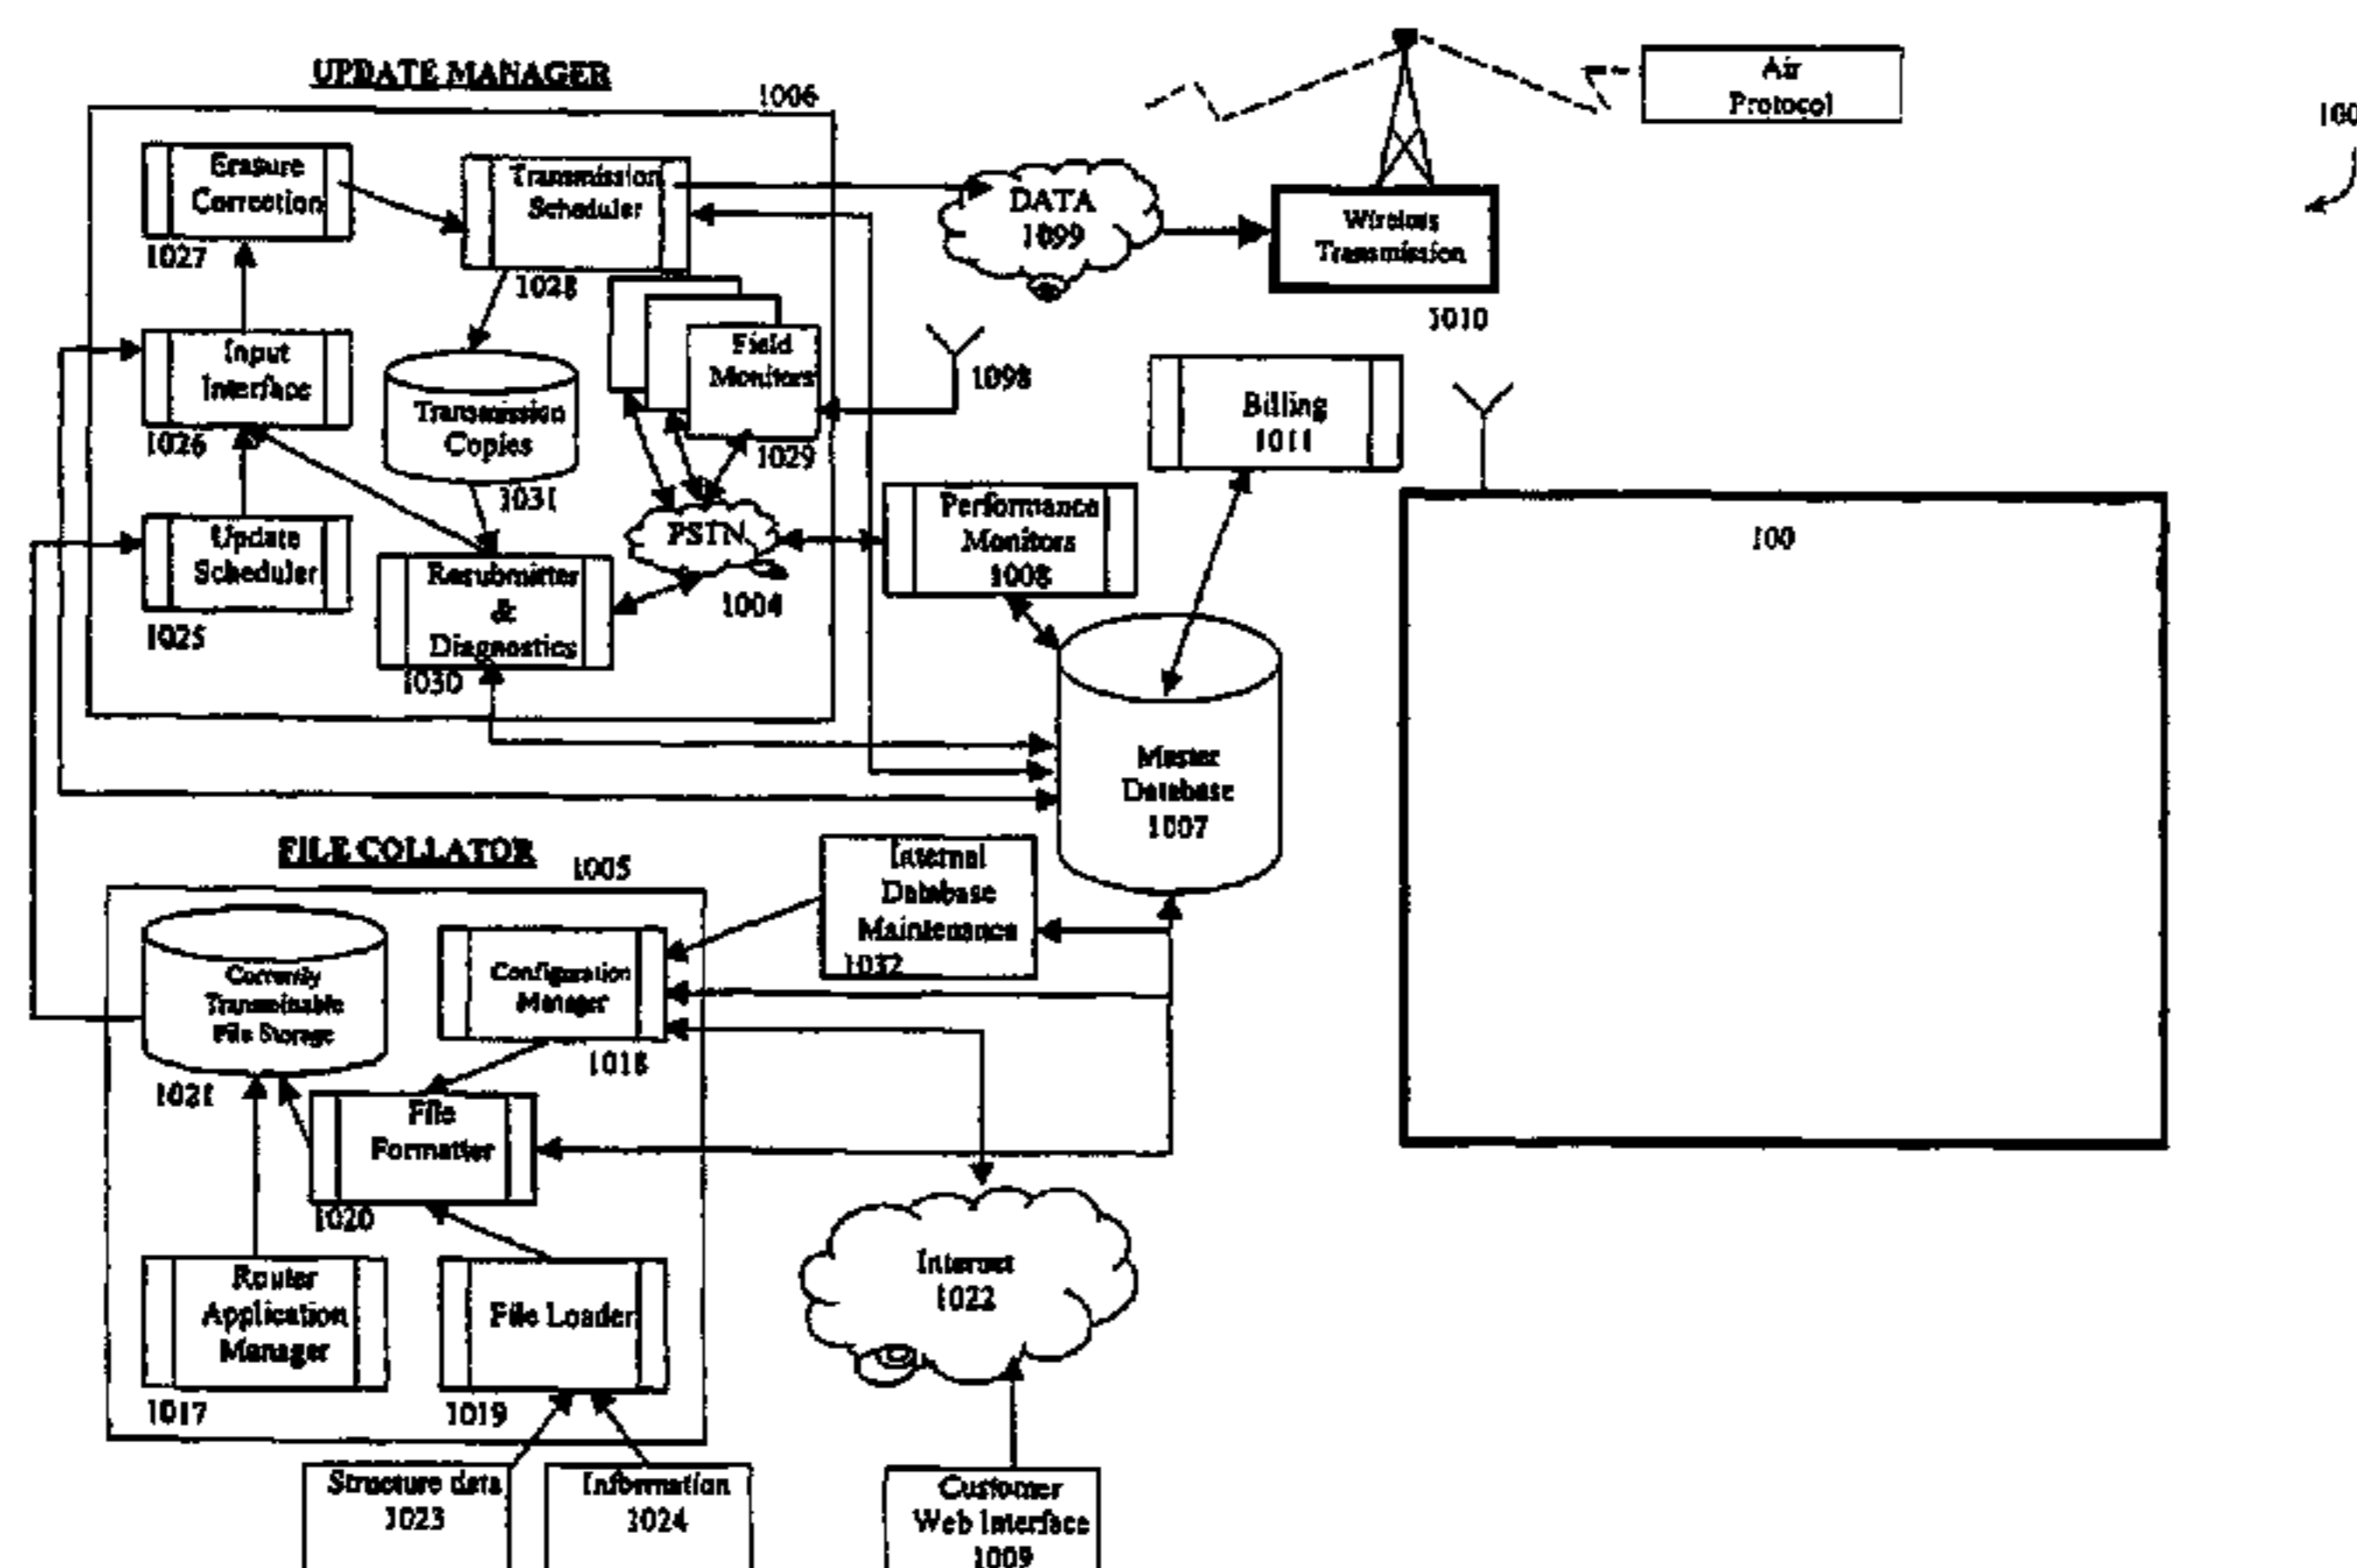 UPDATE MANAGER
1006
Air
Protocol
100
Erasure
Correction
1027
Transmission
Scheduler
1028
DATA
1099
Wireless
Transmission
1010
Input
Interface
1026
Transmission
Copies
1031
Field
Monitors
1029
1098
Billing
1011
Update
Scheduler
1025
Resubmitter
&
Diagnostics
1030
PSTN
1004
Performance
Monitors
1008
100
Master
Database
1007
FILE COLLATOR
1005
Internal
Database
Maintenance
1032
Currently
Transmittable
File Storage
1021
Configuration
Manager
1018
File
Formatter
1020
Router
Application
Manager
1017
File Loader
1019
Internet
1022
Structure data
1023
Information
1024
Customer
Web Interface
1009